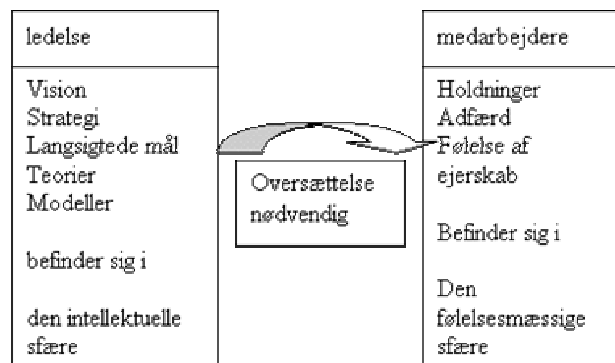 ledelse
Vision
Strategi
Langsigtede mål
Teorier
Modeller
befinder sig i
den intellektuelle
sfære
Oversættelse
nødvendig
medarbejdere
Holdninger
Adfærd
Følelse af
ejerskab
Befinder sig i
Den
følelsesmæssige
sfære